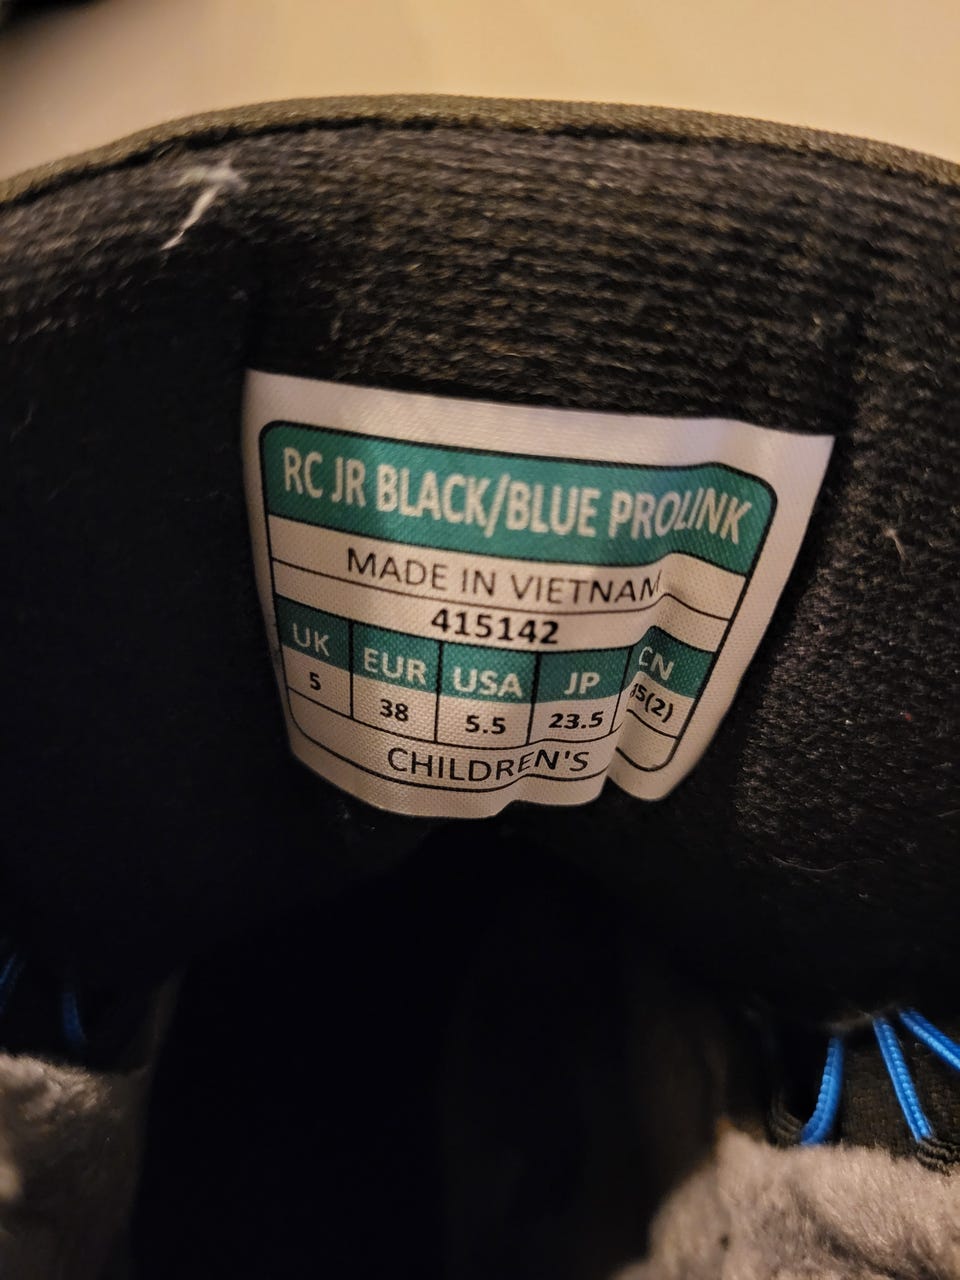 RC JR BLACK/BLUE PROLINK
MADE IN VIETNAM
415142
UK EUR USA JP CN
5 38 5.5 23.5
CHILDREN'S